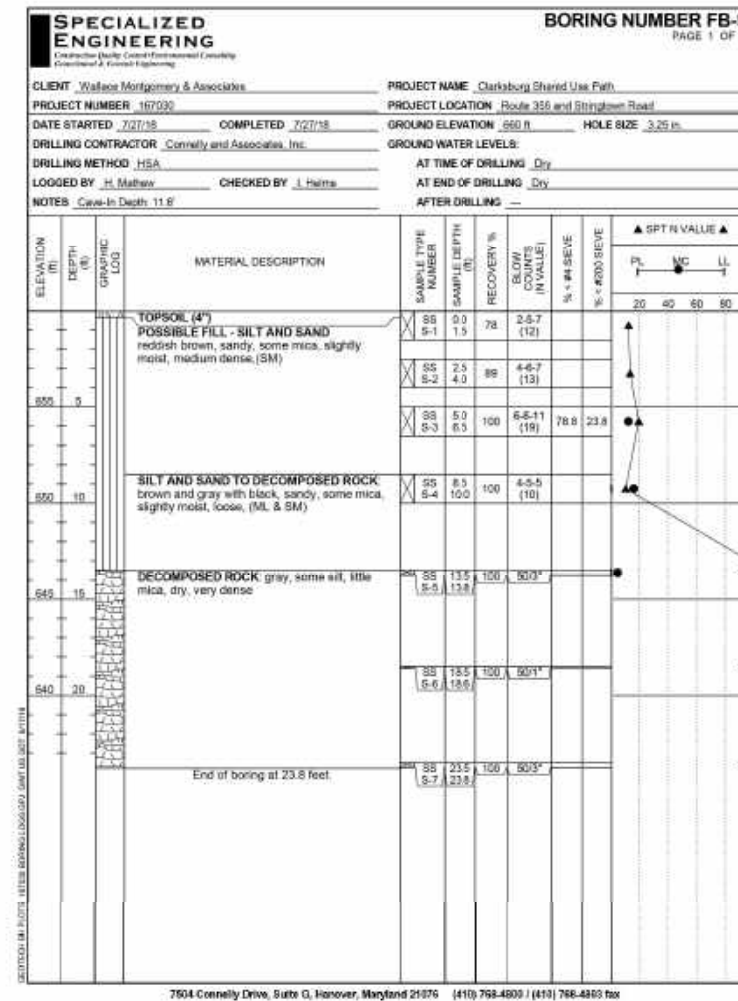 SPECIALIZED
ENGINEERING
BORING NUMBER FB-
PAGE 1 OF
CLIENT Wallace Montgomery & Associates
PROJECT NAME Clarksburg Shared Use Path
PROJECT NUMBER 167030
PROJECT LOCATION Route 355 and Stringtown Road
DATE STARTED 7/27/18 COMPLETED 7/27/18
GROUND ELEVATION 660 ft HOLE SIZE 3.25 in.
DRILLING CONTRACTOR Connelly and Associates, Inc.
GROUND WATER LEVELS:
DRILLING METHOD HSA
AT TIME OF DRILLING Dry
LOGGED BY H. Mathew CHECKED BY I. Helms
AT END OF DRILLING Dry
NOTES Cave-In Depth: 11.8'
AFTER DRILLING ---
ELEVATION (ft)
DEPTH (ft)
GRAPHIC LOG
MATERIAL DESCRIPTION
SAMPLE TYPE NUMBER
SAMPLE DEPTH (ft)
RECOVERY %
BLOW COUNTS (N VALUE)
% < #4 SIEVE
% < #200 SIEVE
▲ SPT N VALUE ▲
PL MC LL
20 40 60 80
TOPSOIL (4")
POSSIBLE FILL - SILT AND SAND
reddish brown, sandy, some mica, slightly
moist, medium dense,(SM)
SS S-1 0.0 1.5 78 2-5-7 (12)
SS S-2 2.5 4.0 89 4-6-7 (13)
655 5
SS S-3 5.0 6.5 100 6-8-11 (19) 78.8 23.8
SILT AND SAND TO DECOMPOSED ROCK
brown and gray with black, sandy, some mica,
slightly moist, loose, (ML & SM)
SS S-4 8.5 10.0 100 4-5-5 (10)
650 10
DECOMPOSED ROCK, gray, some silt, little
mica, dry, very dense
SS S-5 13.5 13.8 100 50/3"
645 15
SS S-6 18.5 18.6 100 50/1"
640 20
End of boring at 23.8 feet.
SS S-7 23.5 23.8 100 50/3"
7504 Connelly Drive, Suite G, Hanover, Maryland 21076 (410) 768-4800 / (410) 768-4893 fax